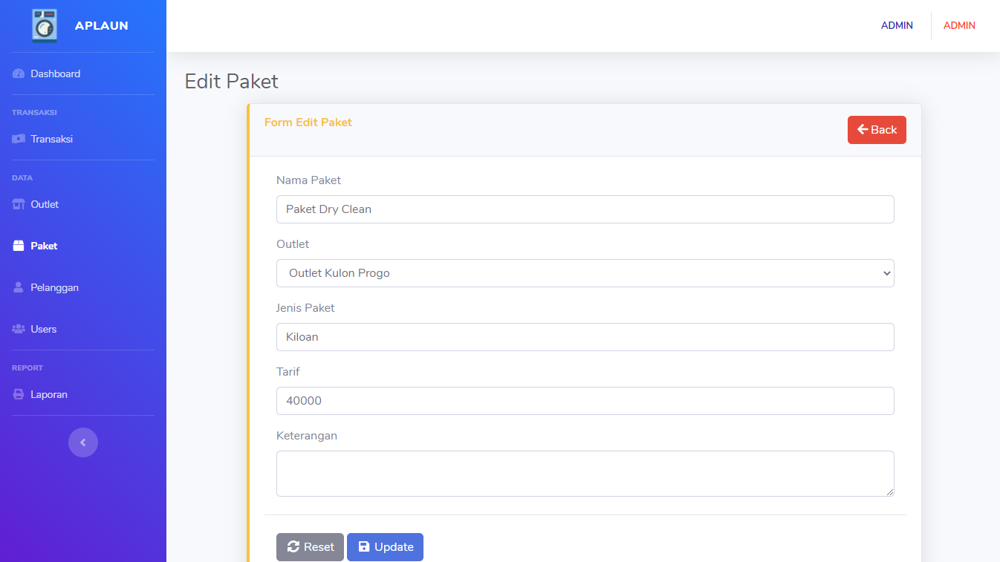 APLAUN
ADMIN
ADMIN
Dashboard
TRANSAKSI
Transaksi
DATA
Outlet
Paket
Pelanggan
Users
REPORT
Laporan
Edit Paket
Form Edit Paket
Back
Nama Paket
Paket Dry Clean
Outlet
Outlet Kulon Progo
Jenis Paket
Kiloan
Tarif
40000
Keterangan
Reset
Update